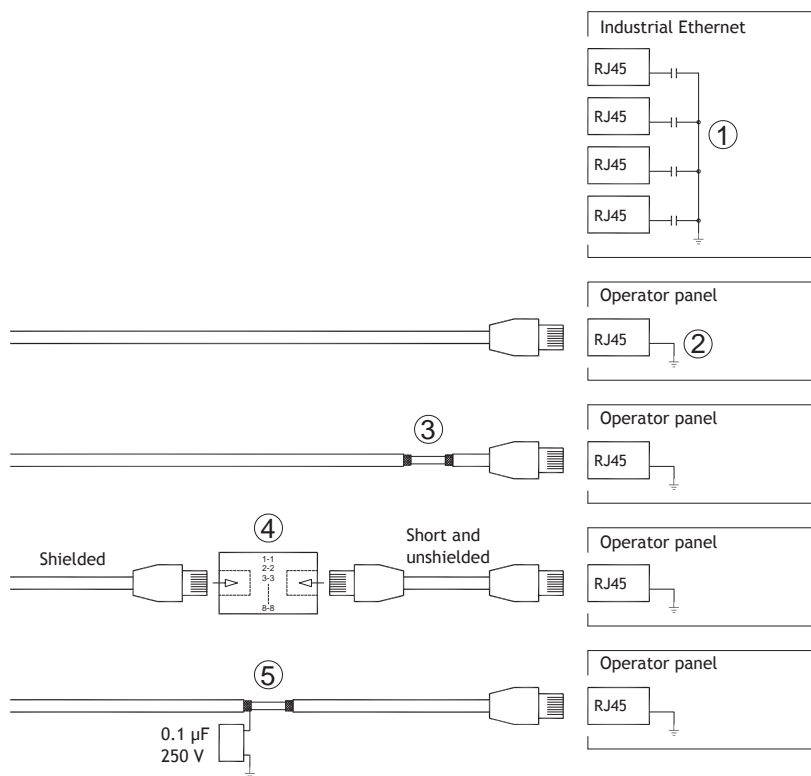 Industrial Ethernet
RJ45
RJ45
1
RJ45
RJ45
Operator panel
RJ45
2
Operator panel
3
RJ45
4
Operator panel
Shielded
1-1
2-2
3-3
8-8
Short and
unshielded
RJ45
Operator panel
5
RJ45
0.1 µF
250 V